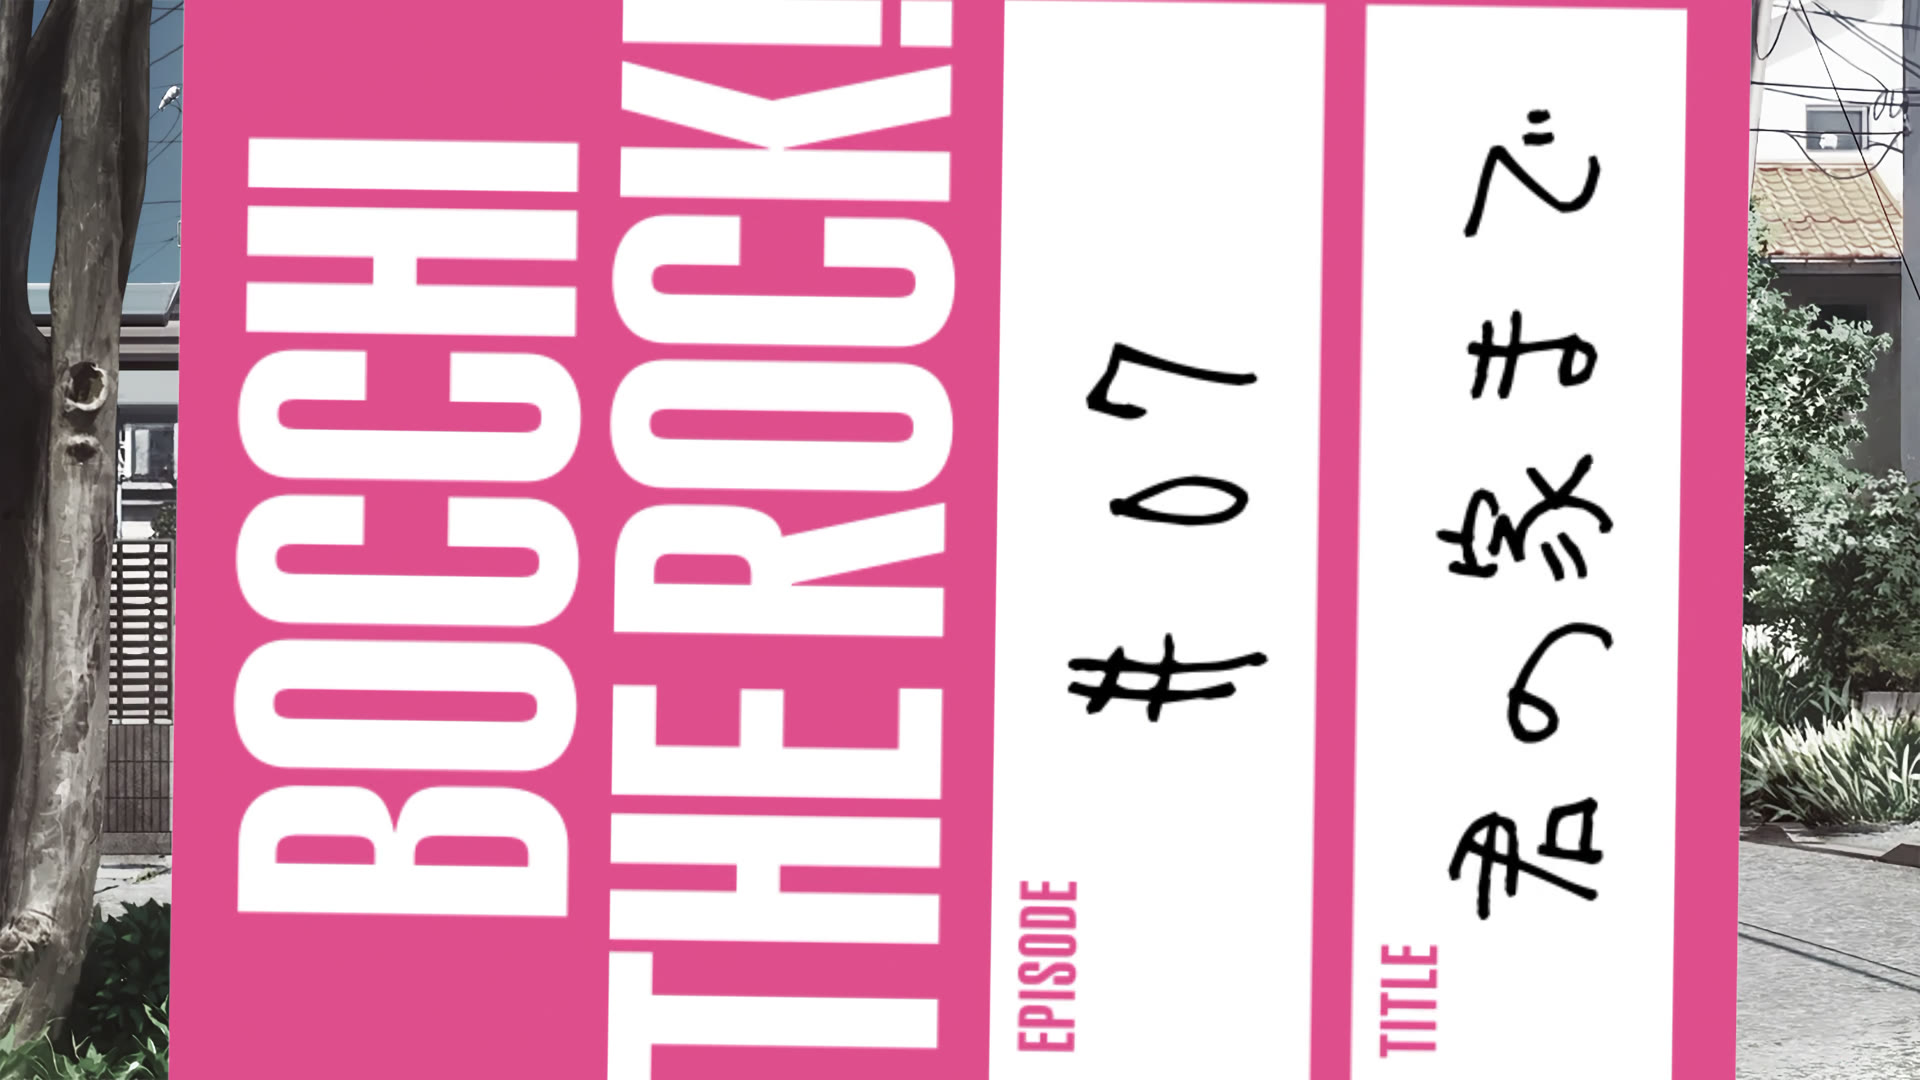 BOCCHI
THE ROCK!
EPISODE
#07
TITLE
君の家まで